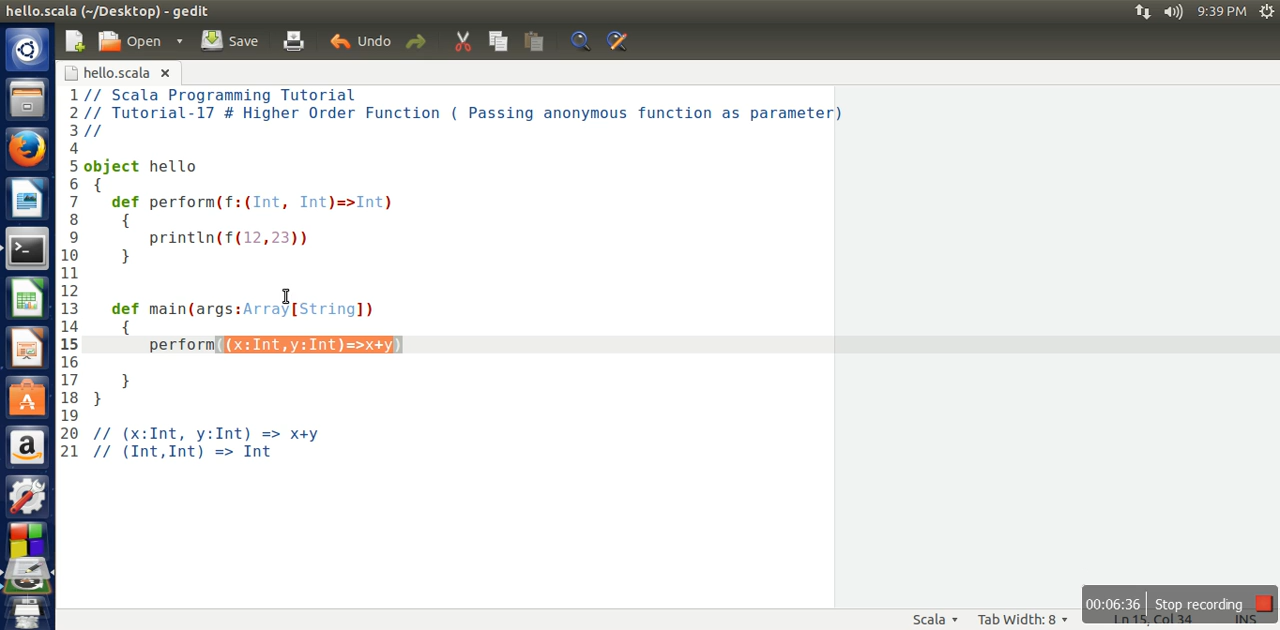 hello.scala (~/Desktop) - gedit
9:39 PM
Open
Save
Undo
hello.scala ×
1 // Scala Programming Tutorial
2 // Tutorial-17 # Higher Order Function ( Passing anonymous function as parameter)
3 //
4
5 object hello
6 {
7 def perform(f:(Int, Int)=>Int)
8 {
9 println(f(12,23))
10 }
11
12
13 def main(args:Array[String])
14 {
15 perform((x:Int,y:Int)=>x+y)
16
17 }
18 }
19
20 // (x:Int, y:Int) => x+y
21 // (Int,Int) => Int
00:06:36 Stop recording
Scala Tab Width: 8 Ln 15, Col 34 INS